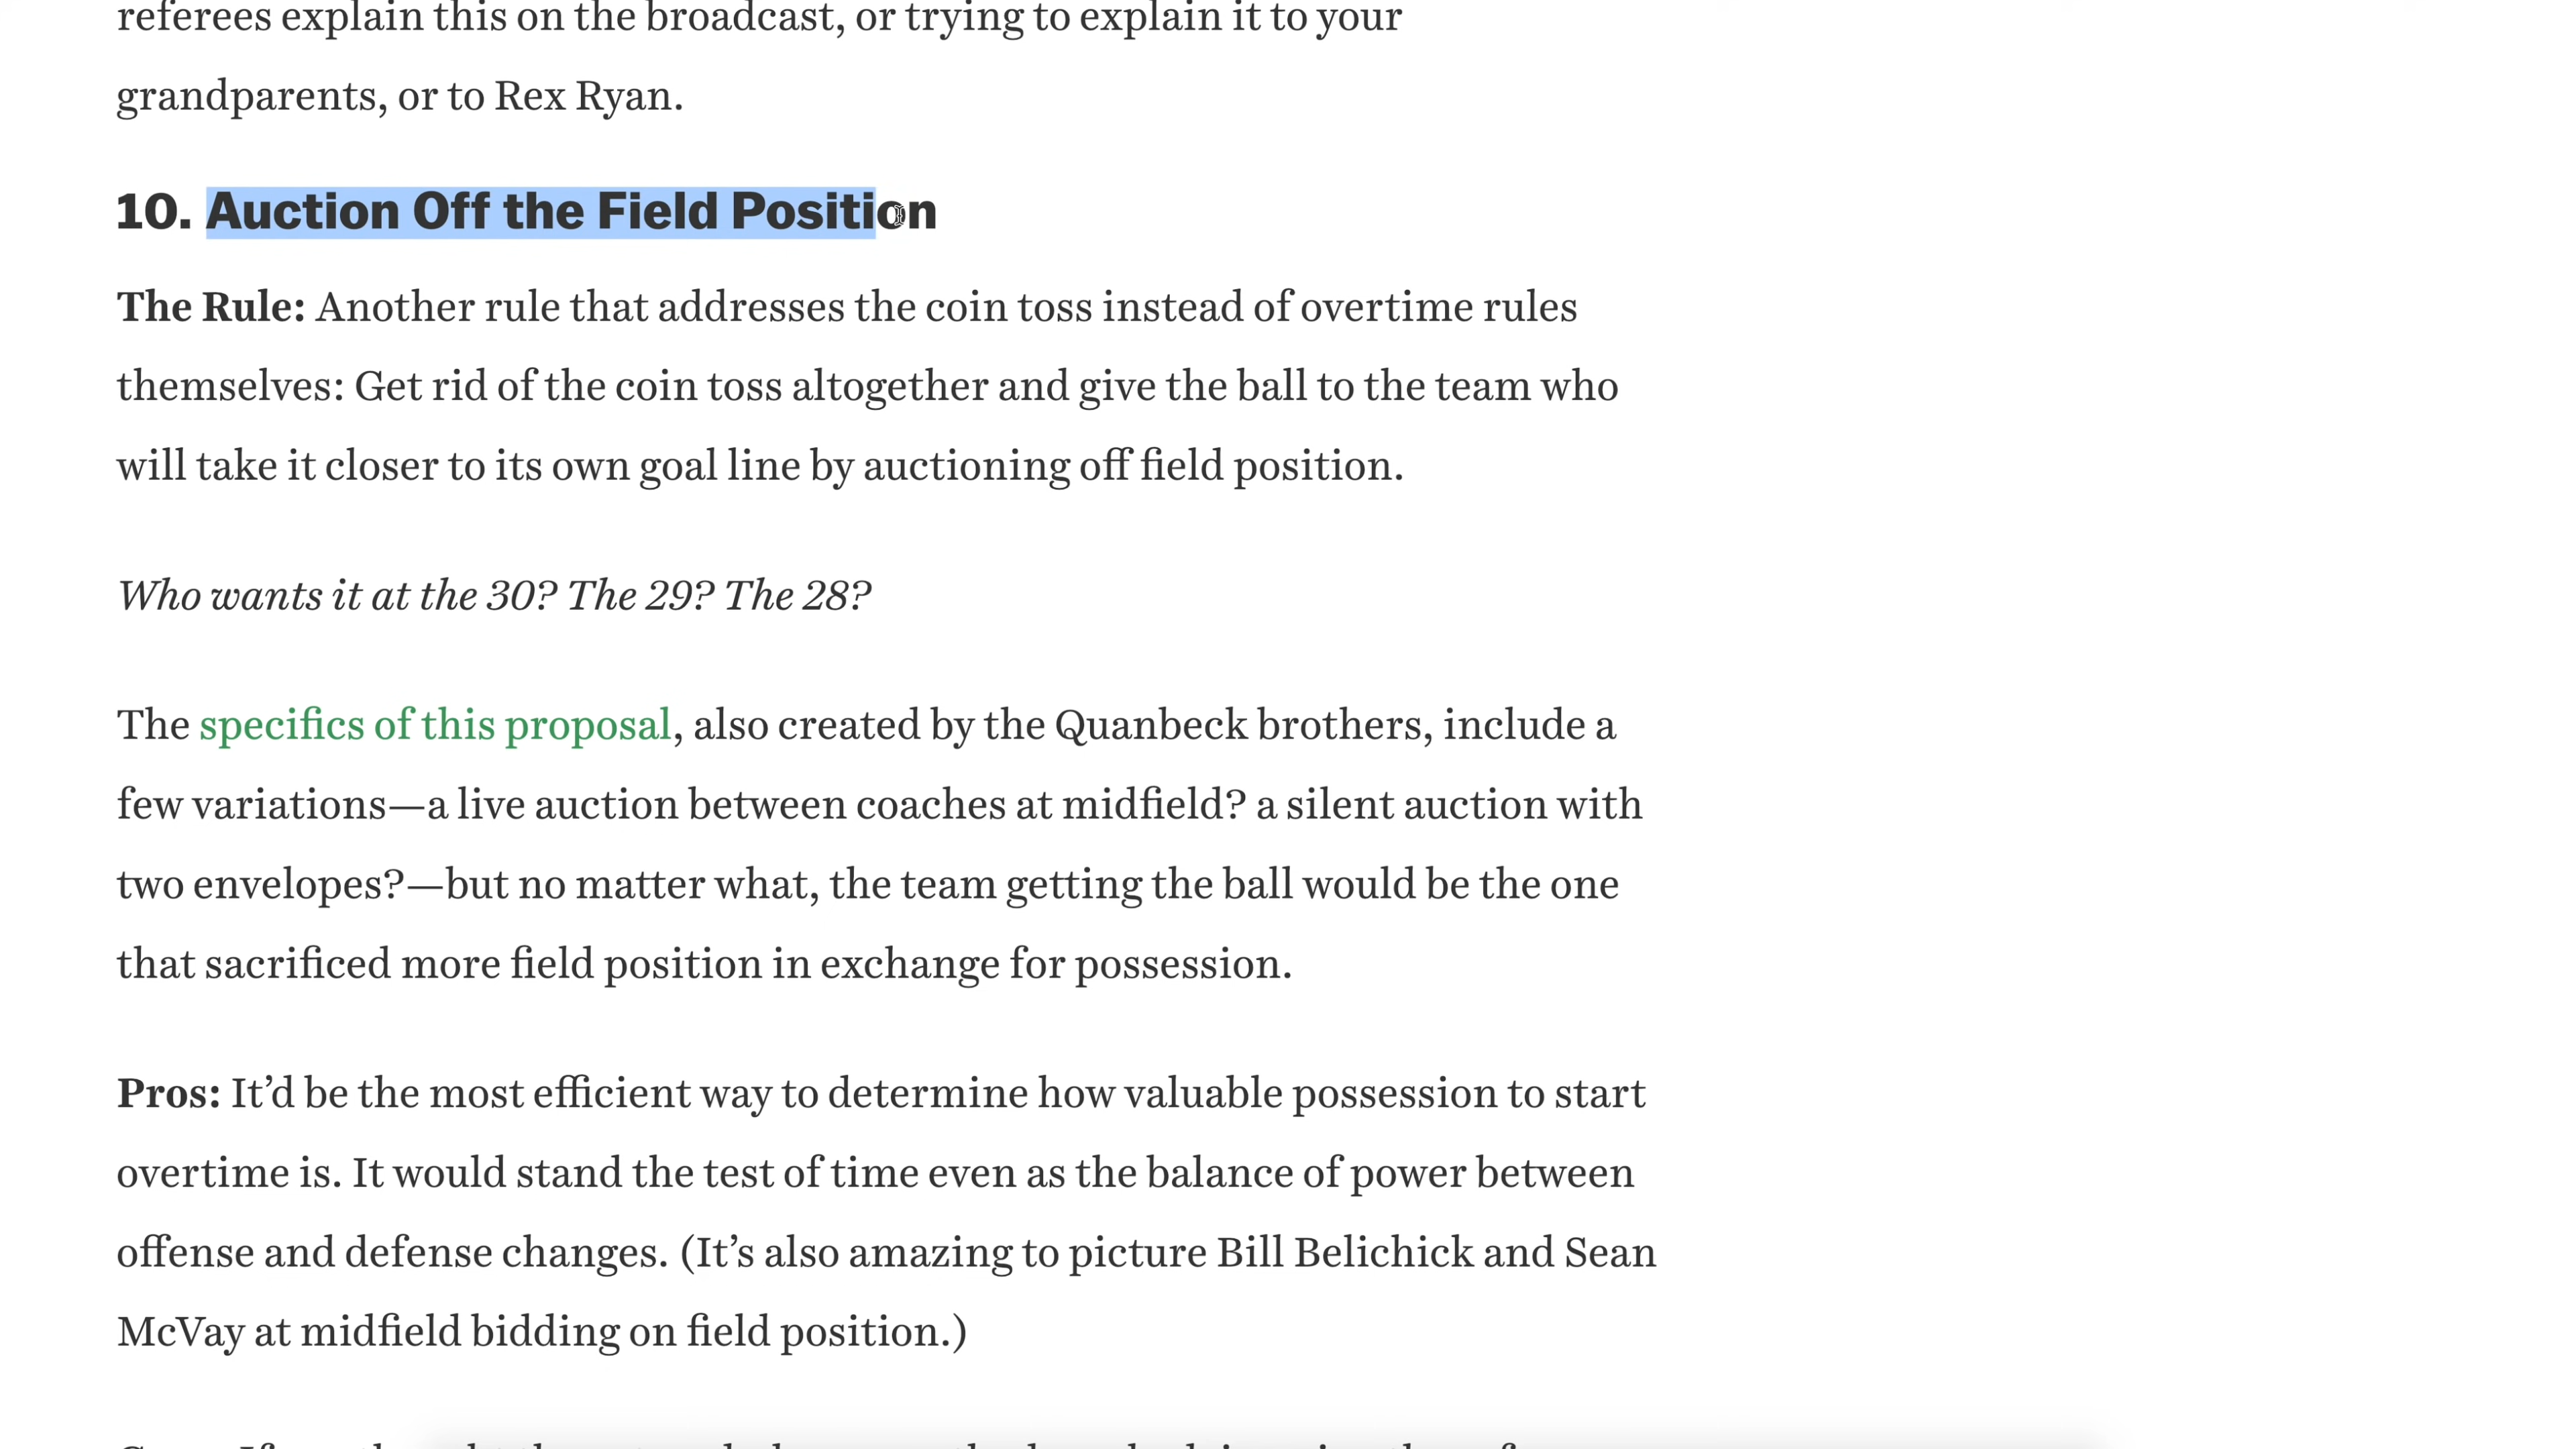 referees explain this on the broadcast, or trying to explain it to your
grandparents, or to Rex Ryan.
10. Auction Off the Field Position
The Rule: Another rule that addresses the coin toss instead of overtime rules
themselves: Get rid of the coin toss altogether and give the ball to the team who
will take it closer to its own goal line by auctioning off field position.
Who wants it at the 30? The 29? The 28?
The specifics of this proposal, also created by the Quanbeck brothers, include a
few variations—a live auction between coaches at midfield? a silent auction with
two envelopes?—but no matter what, the team getting the ball would be the one
that sacrificed more field position in exchange for possession.
Pros: It’d be the most efficient way to determine how valuable possession to start
overtime is. It would stand the test of time even as the balance of power between
offense and defense changes. (It’s also amazing to picture Bill Belichick and Sean
McVay at midfield bidding on field position.)